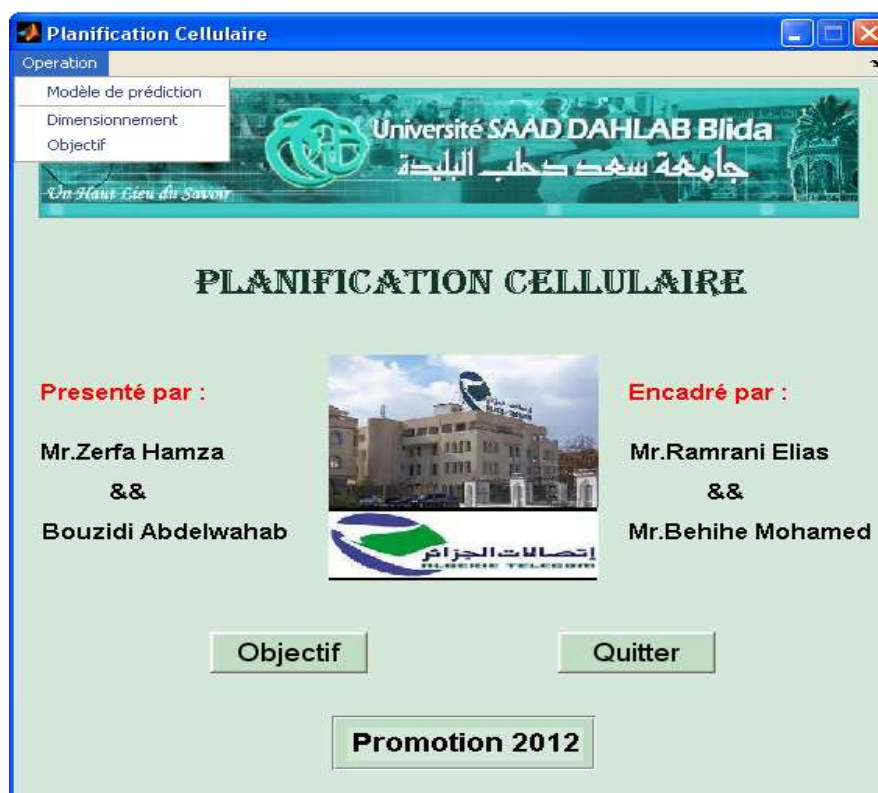 Planification Cellulaire
Operation
Modèle de prédiction
Dimensionnement
Objectif
Université SAAD DAHLAB Blida
جامعة سعد دحلب البليدة
Un Haut Lieu du Savoir
PLANIFICATION CELLULAIRE
Presenté par :
Encadré par :
Mr.Zerfa Hamza
Mr.Ramrani Elias
&&
&&
Bouzidi Abdelwahab
Mr.Behihe Mohamed
إتصالات الجزائر
ALGERIE TELECOM
Objectif
Quitter
Promotion 2012